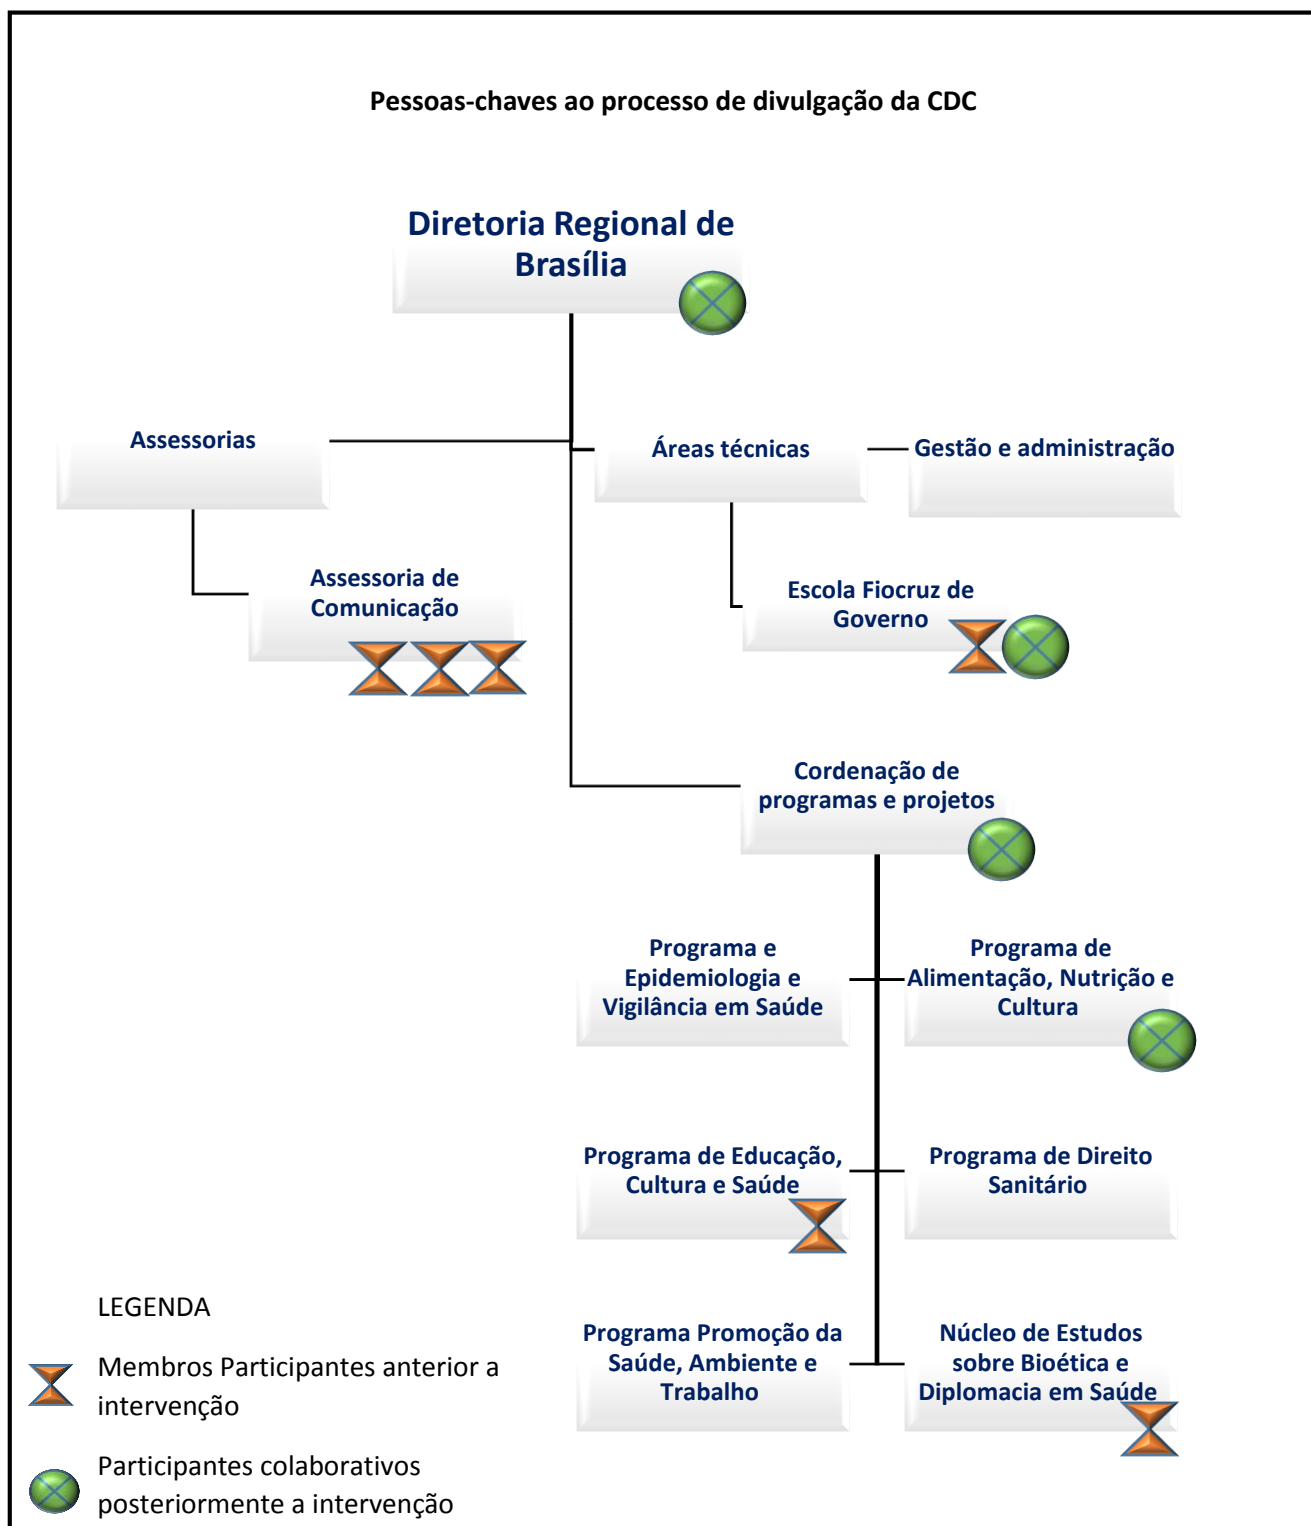 Pessoas-chaves ao processo de divulgação da CDC
Diretoria Regional de
Brasília
Assessorias
Áreas técnicas
Gestão e administração
Assessoria de
Comunicação
Escola Fiocruz de
Governo
Cordenação de
programas e projetos
Programa e
Epidemiologia e
Vigilância em Saúde
Programa de
Alimentação, Nutrição e
Cultura
Programa de Educação,
Cultura e Saúde
Programa de Direito
Sanitário
Programa Promoção da
Saúde, Ambiente e
Trabalho
Núcleo de Estudos
sobre Bioética e
Diplomacia em Saúde
LEGENDA
Membros Participantes anterior a
intervenção
Participantes colaborativos
posteriormente a intervenção